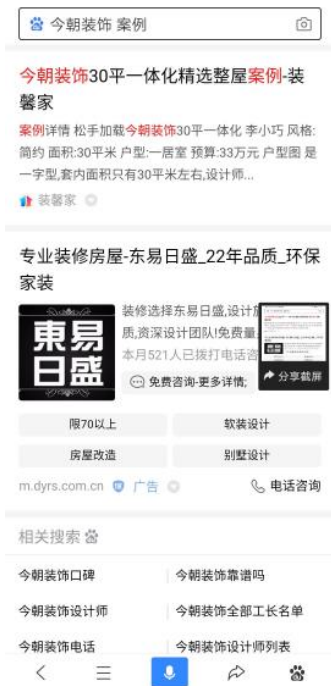 今朝装饰 案例
今朝装饰30平一体化精选整屋案例-装
馨家
案例详情 松手加载今朝装饰30平一体化 李小巧 风格:
简约 面积:30平米 户型:一居室 预算:33万元 户型图 是
一字型,套内面积只有30平米左右,设计师...
装馨家
专业装修房屋-东易日盛_22年品质_环保
家装
東易
日盛
装修选择东易日盛,设计
质,资深设计团队!免费量
本月521人已拨打电话咨
免费咨询-更多详情;
分享截屏
限70以上
软装设计
房屋改造
别墅设计
m.dyrs.com.cn 广告
电话咨询
相关搜索
今朝装饰口碑
今朝装饰靠谱吗
今朝装饰设计师
今朝装饰全部工长名单
今朝装饰电话
今朝装饰设计师列表